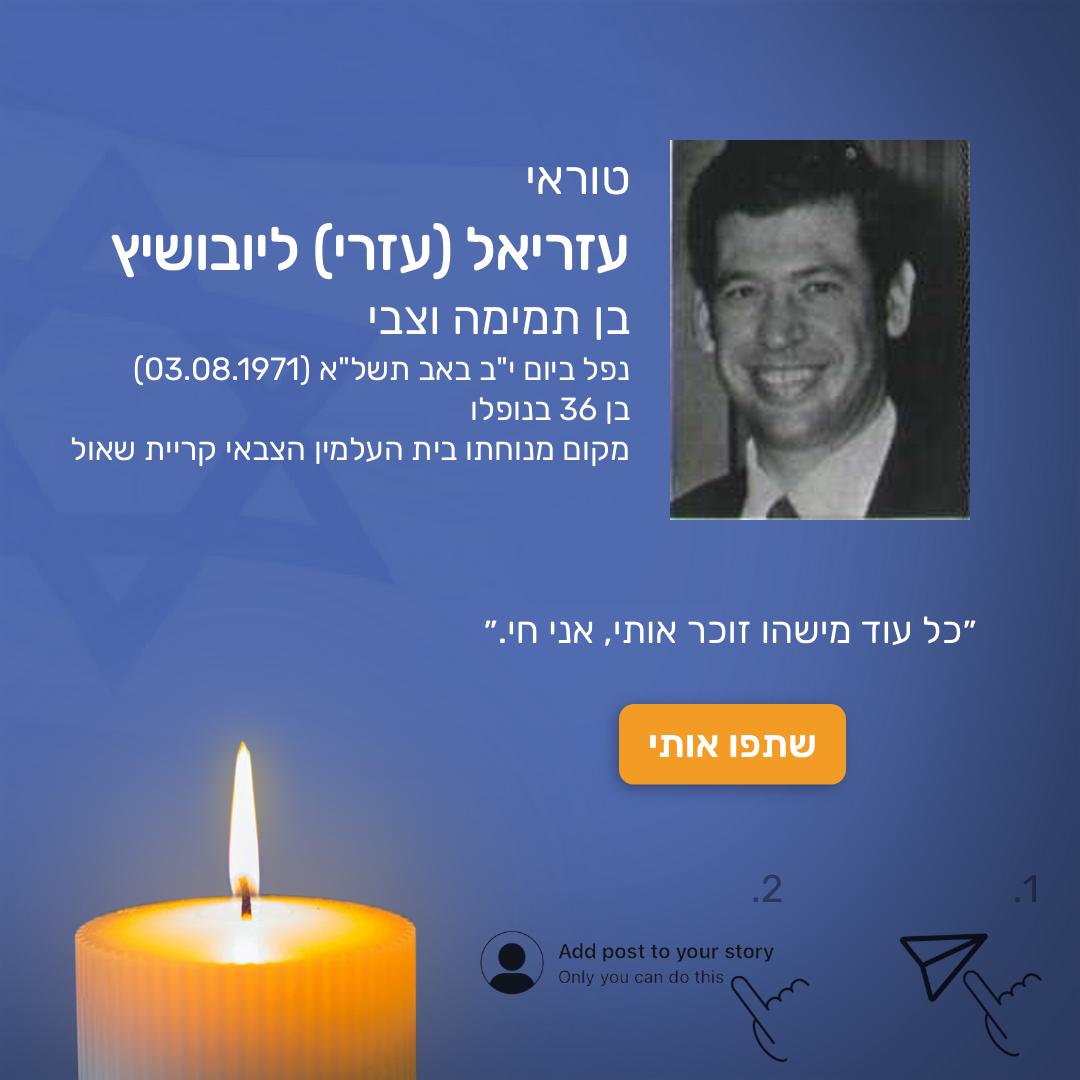 טוראי
עזריאל (עזרי) ליובושיץ
בן תמימה וצבי
נפל ביום י"ב באב תשל"א (03.08.1971)
בן 36 בנופלו
מקום מנוחתו בית העלמין הצבאי קריית שאול
״כל עוד מישהו זוכר אותי, אני חי.״
שתפו אותי
.1
.2
Add post to your story
Only you can do this